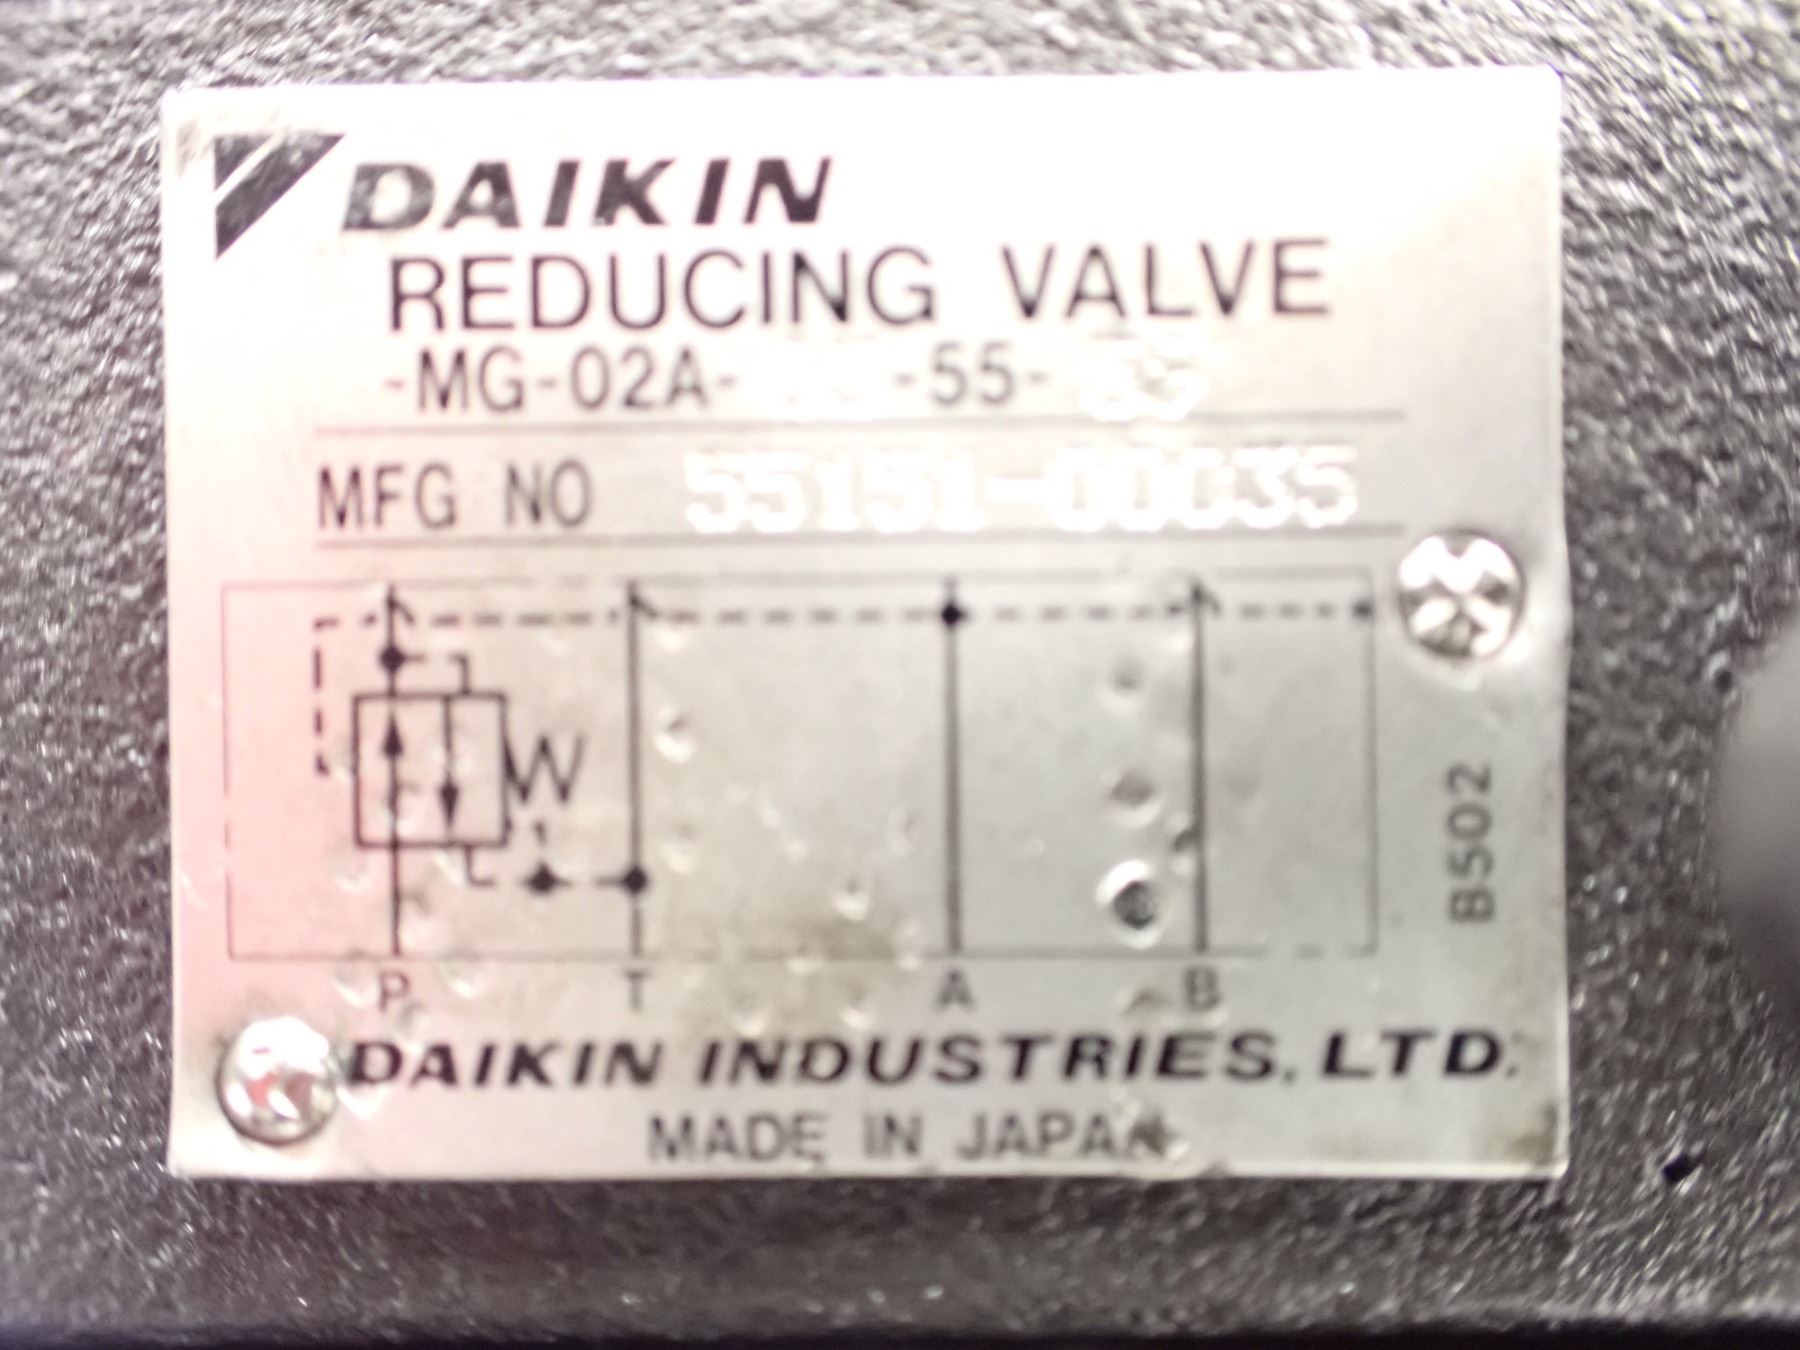 DAIKIN
REDUCING VALVE
-MG-02A- -55-
MFG NO 55151-00035
B502
P T A B
DAIKIN INDUSTRIES, LTD.
MADE IN JAPAN